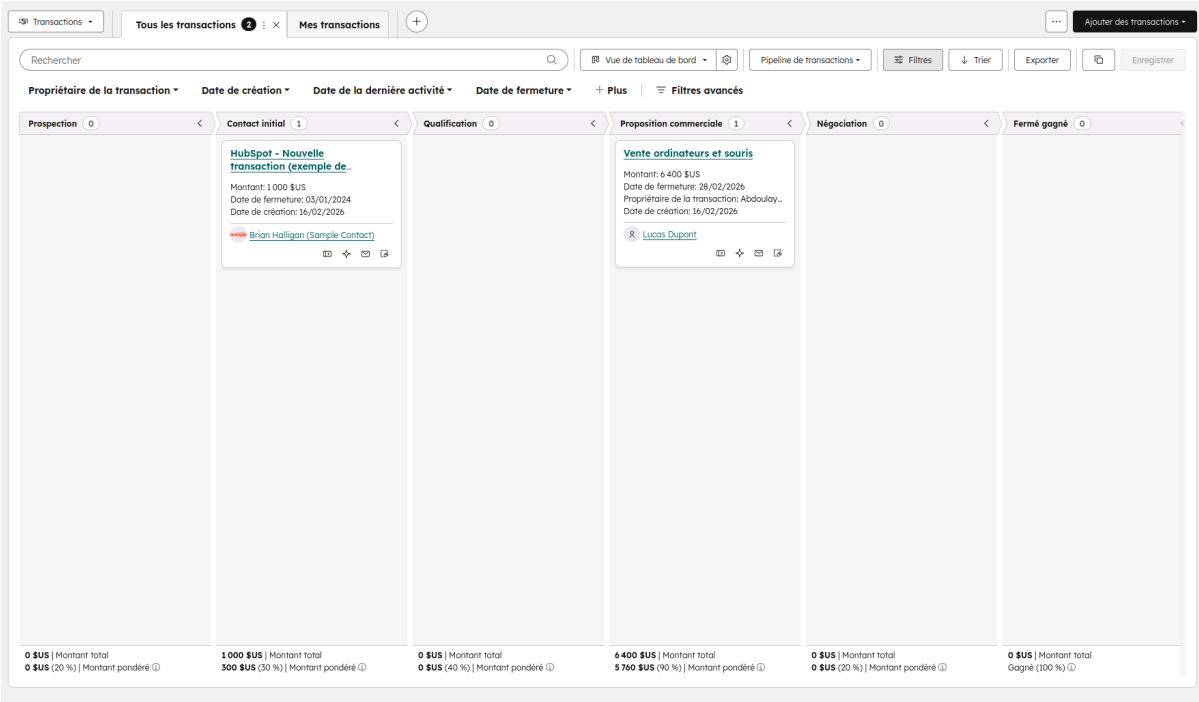 Transactions
Tous les transactions 2
Mes transactions
Ajouter des transactions
Rechercher
Vue de tableau de bord
Pipeline de transactions
Filtres
Trier
Exporter
Enregistrer
Propriétaire de la transaction
Date de création
Date de la dernière activité
Date de fermeture
+ Plus
Filtres avancés
Prospection 0
Contact initial 1
Qualification 0
Proposition commerciale 1
Négociation 0
Fermé gagné 0
HubSpot - Nouvelle
transaction (exemple de...
Montant: 1 000 $US
Date de fermeture: 03/01/2024
Date de création: 16/02/2026
Brian Halligan (Sample Contact)
Vente ordinateurs et souris
Montant: 6 400 $US
Date de fermeture: 28/02/2026
Propriétaire de la transaction: Abdoulay...
Date de création: 16/02/2026
Lucas Dupont
0 $US | Montant total
0 $US (20 %) | Montant pondéré
1 000 $US | Montant total
300 $US (30 %) | Montant pondéré
0 $US | Montant total
0 $US (40 %) | Montant pondéré
6 400 $US | Montant total
5 760 $US (90 %) | Montant pondéré
0 $US | Montant total
0 $US (20 %) | Montant pondéré
0 $US | Montant total
Gagné (100 %)